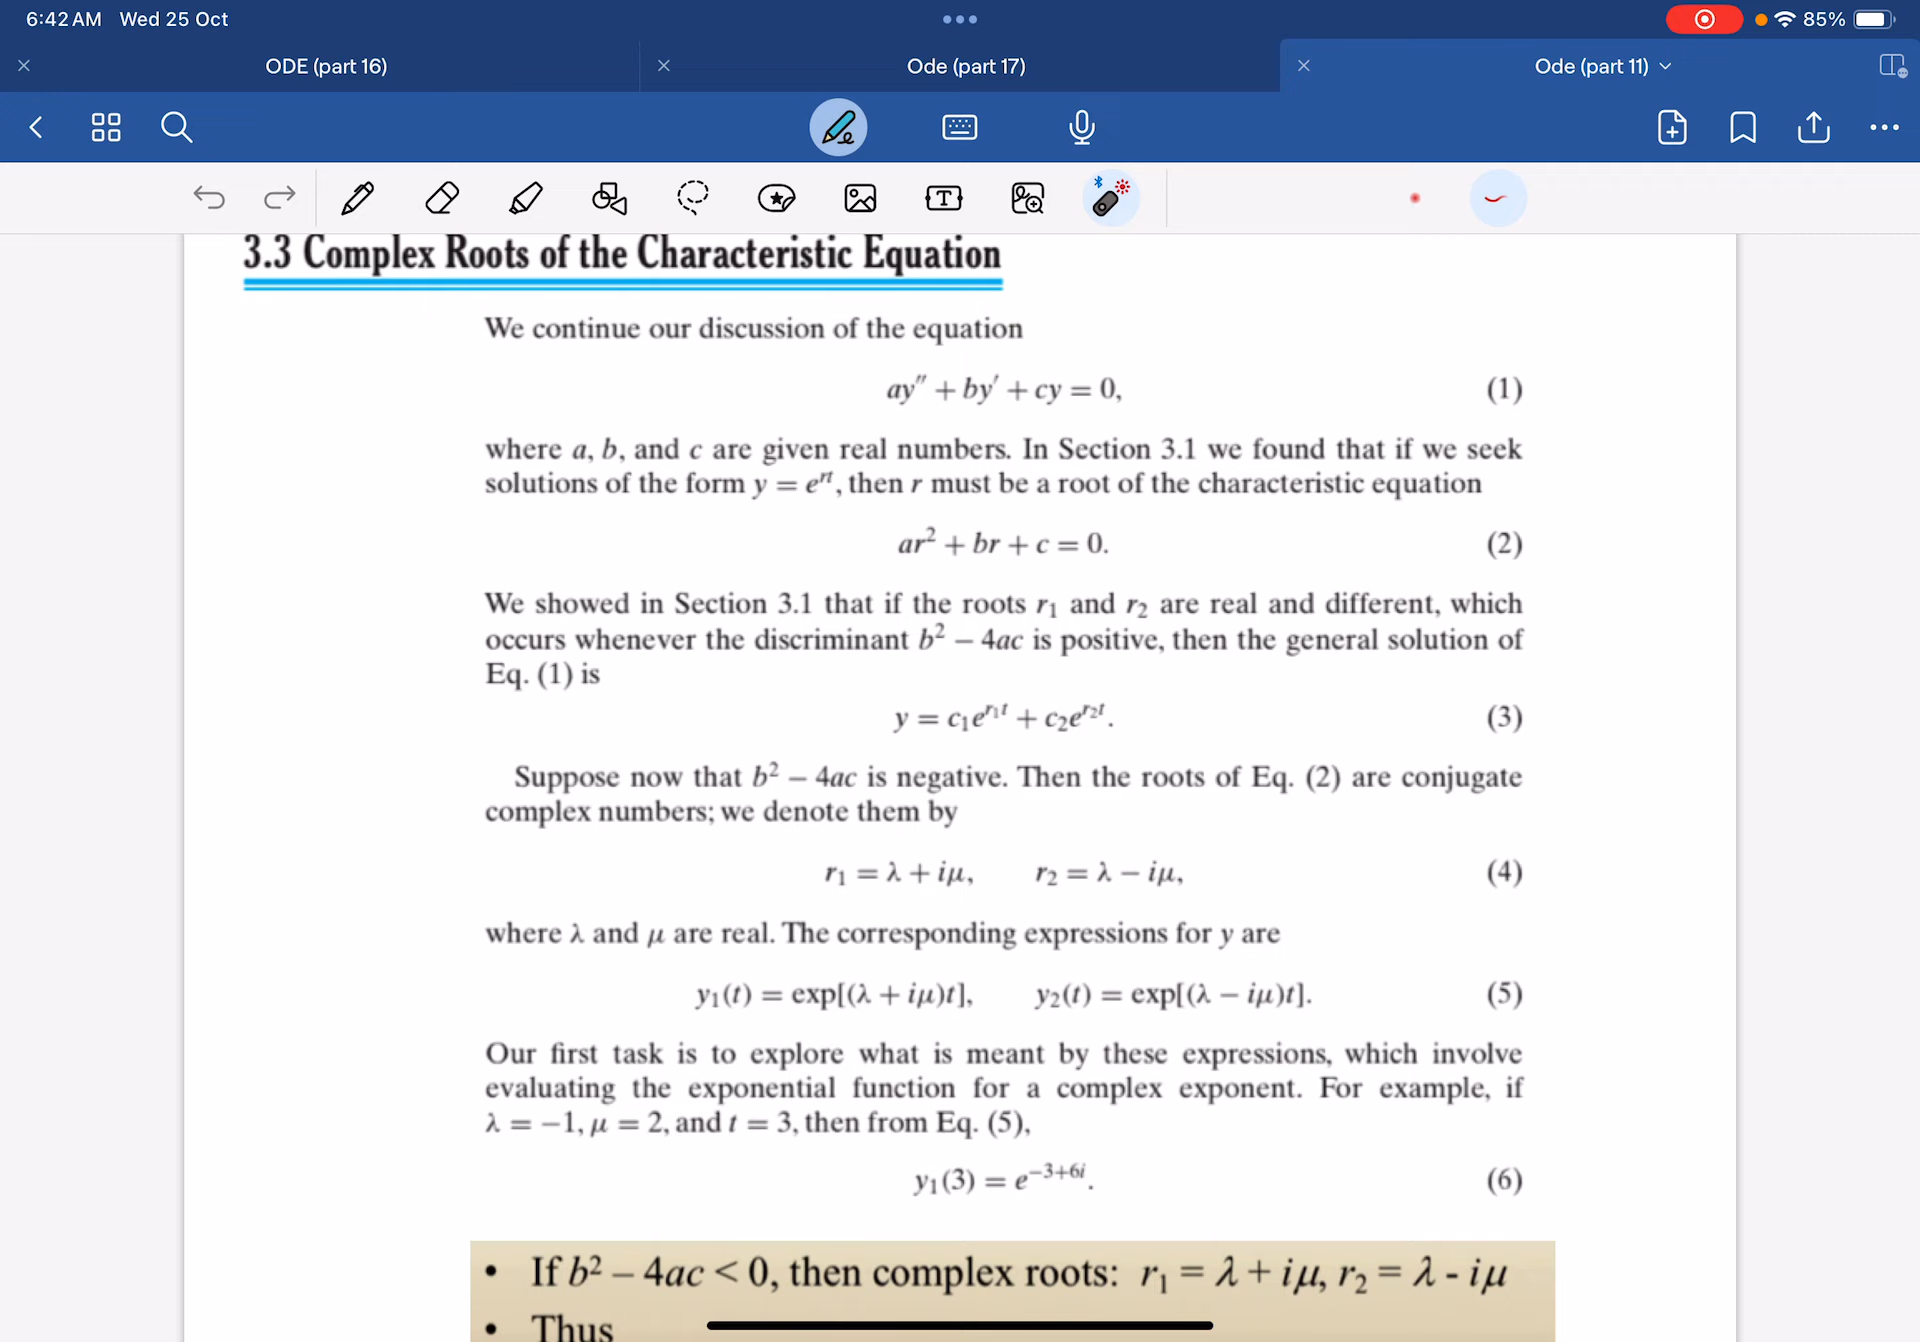 6:42 AM Wed 25 Oct
85%
ODE (part 16)
Ode (part 17)
Ode (part 11)
3.3 Complex Roots of the Characteristic Equation
We continue our discussion of the equation
ay″ + by′ + cy = 0, (1)
where a, b, and c are given real numbers. In Section 3.1 we found that if we seek
solutions of the form y = e^{rt}, then r must be a root of the characteristic equation
ar² + br + c = 0. (2)
We showed in Section 3.1 that if the roots r₁ and r₂ are real and different, which
occurs whenever the discriminant b² − 4ac is positive, then the general solution of
Eq. (1) is
y = c₁e^{r₁t} + c₂e^{r₂t}. (3)
Suppose now that b² − 4ac is negative. Then the roots of Eq. (2) are conjugate
complex numbers; we denote them by
r₁ = λ + iμ, r₂ = λ − iμ, (4)
where λ and μ are real. The corresponding expressions for y are
y₁(t) = exp[(λ + iμ)t], y₂(t) = exp[(λ − iμ)t]. (5)
Our first task is to explore what is meant by these expressions, which involve
evaluating the exponential function for a complex exponent. For example, if
λ = −1, μ = 2, and t = 3, then from Eq. (5),
y₁(3) = e^{−3+6i}. (6)
• If b² – 4ac < 0, then complex roots: r₁ = λ + iμ, r₂ = λ - iμ
• Thus